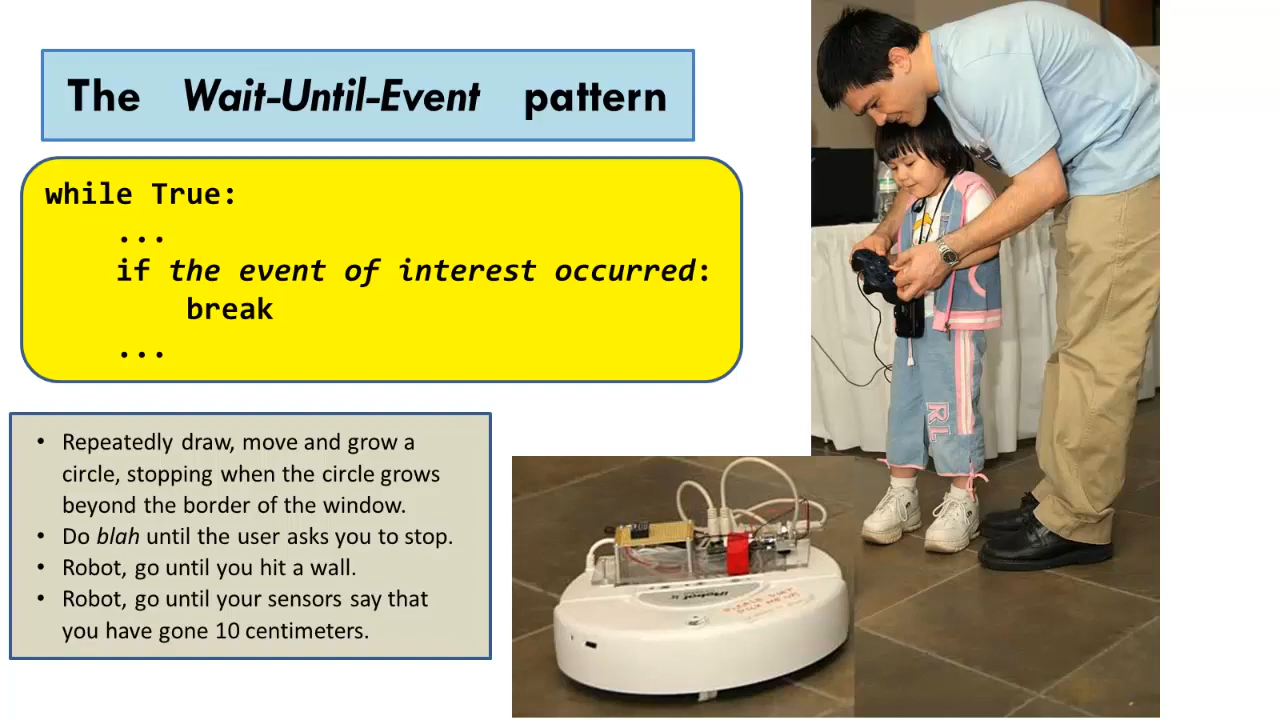 The Wait-Until-Event pattern
while True:
...
if the event of interest occurred:
break
...
• Repeatedly draw, move and grow a
circle, stopping when the circle grows
beyond the border of the window.
• Do blah until the user asks you to stop.
• Robot, go until you hit a wall.
• Robot, go until your sensors say that
you have gone 10 centimeters.
RL
iRobot